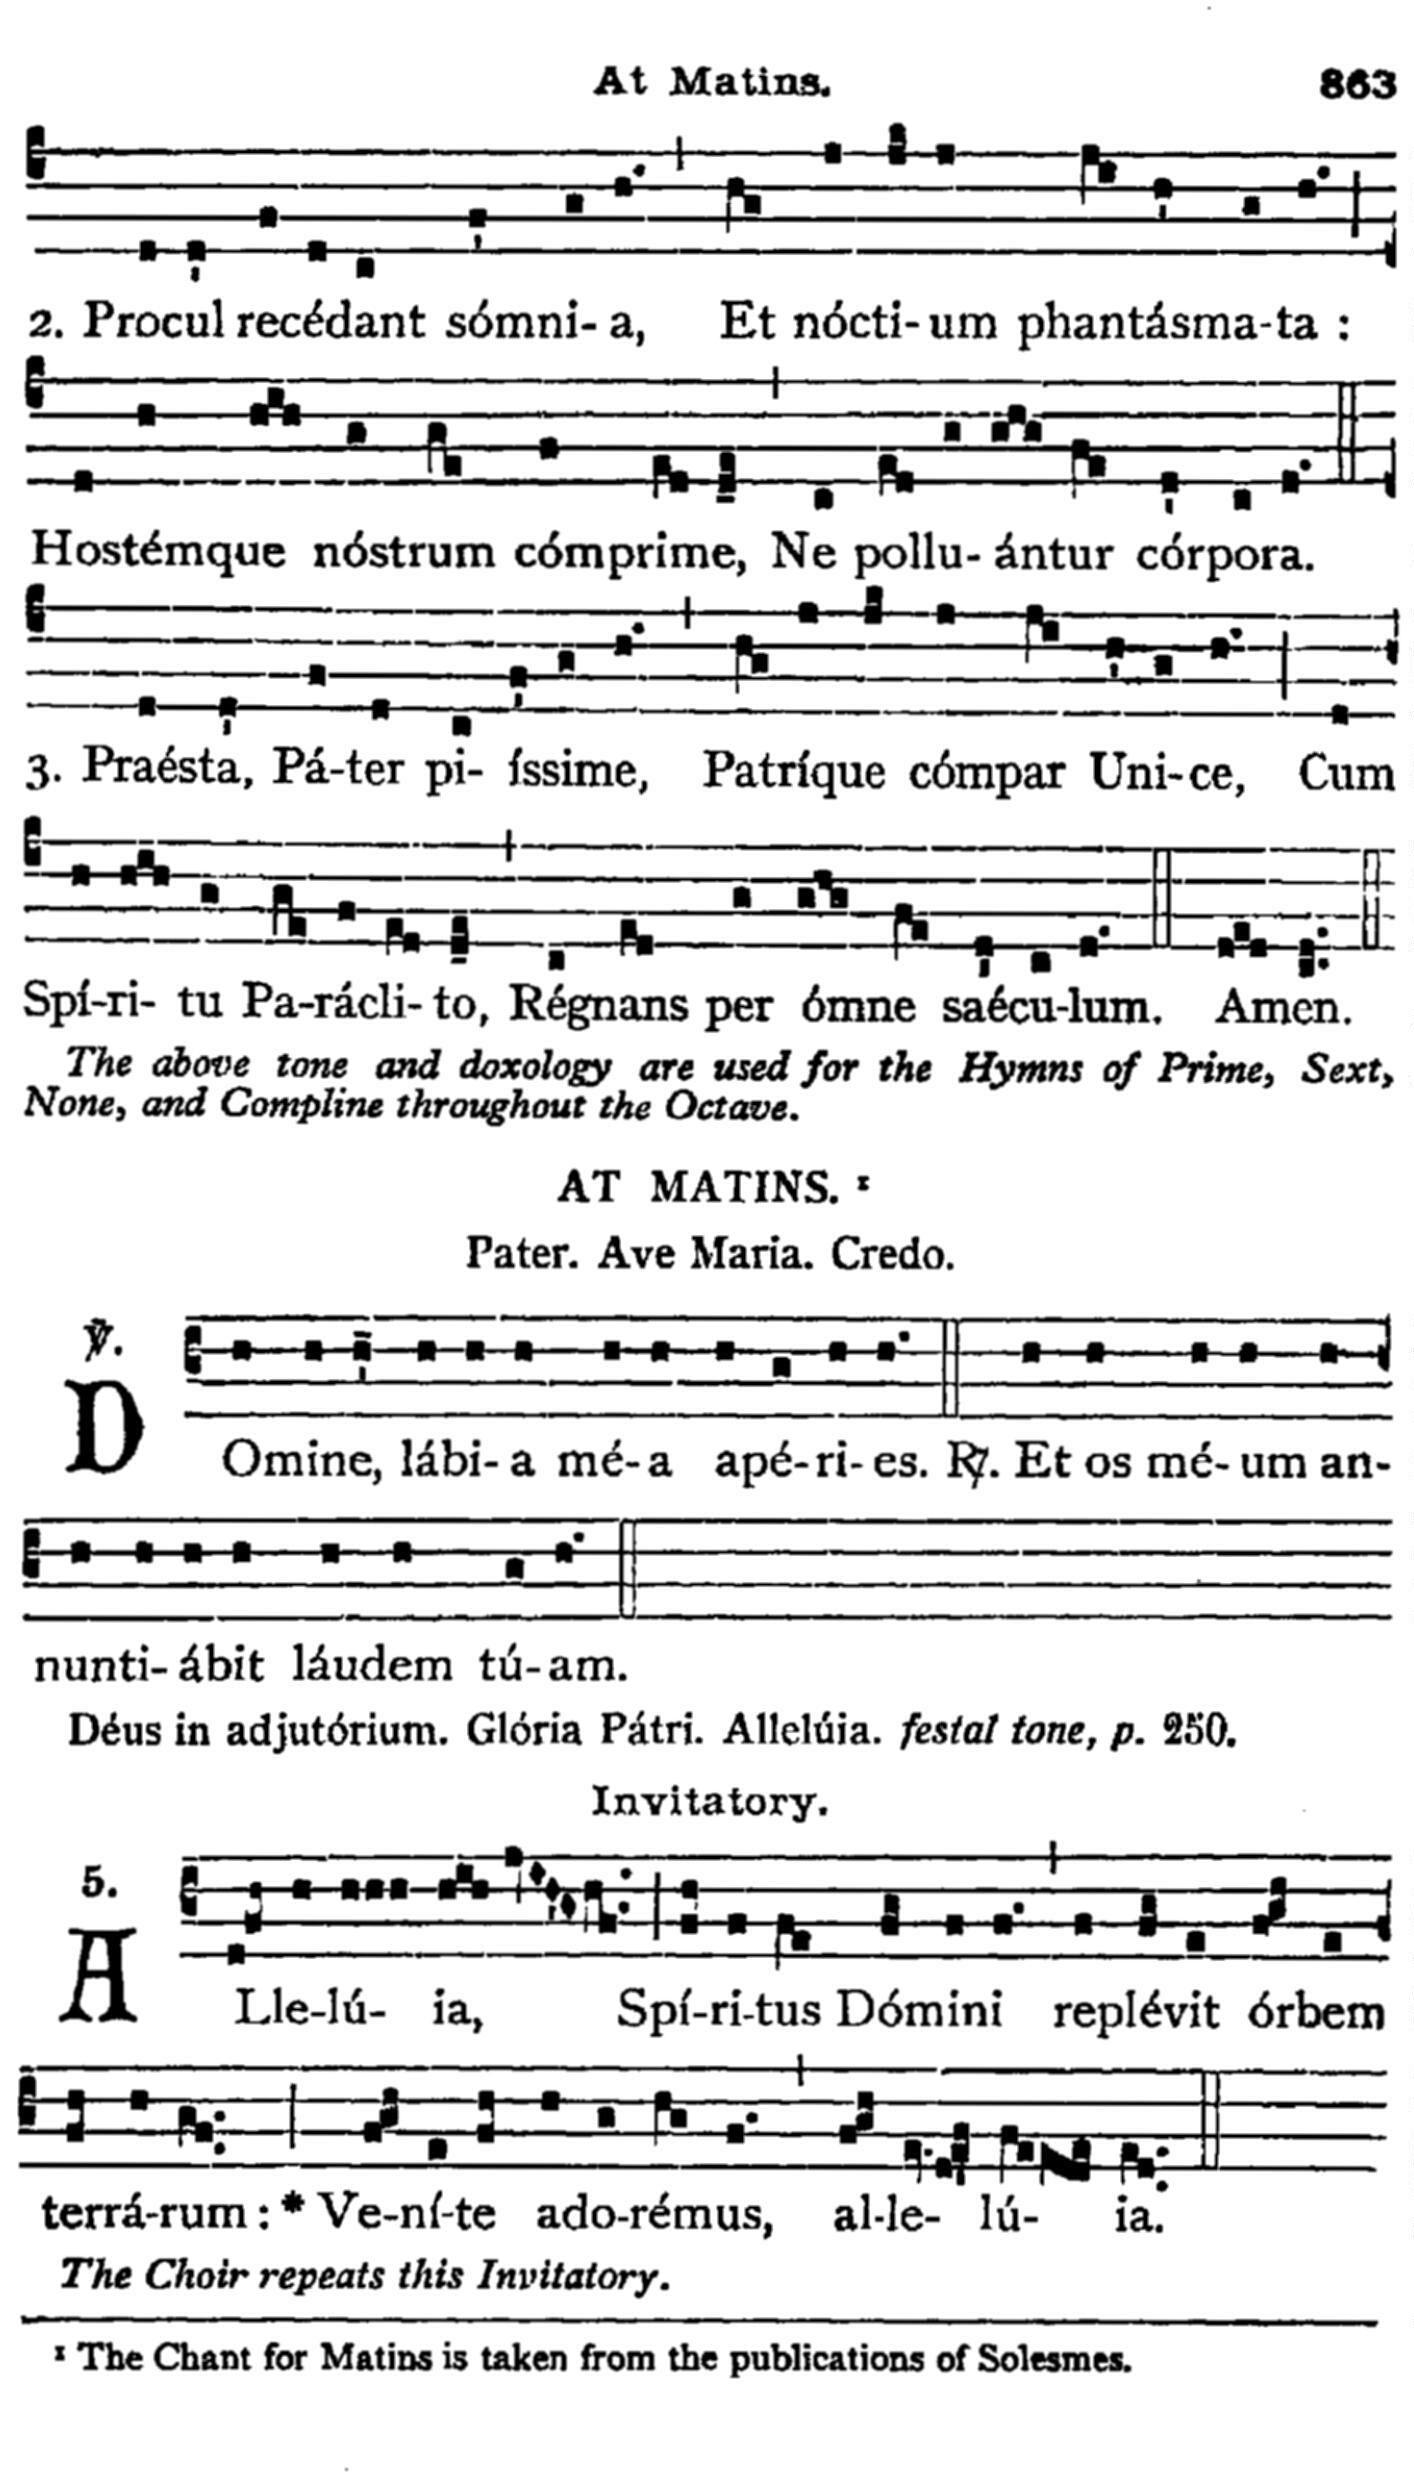 At Matins. 863
2. Procul recédant sómni- a, Et nócti- um phantásma-ta :
Hostémque nóstrum cómprime, Ne pollu- ántur córpora.
3. Praésta, Pá-ter pi- íssime, Patríque cómpar Uni-ce, Cum
Spí-ri- tu Pa-rácli- to, Régnans per ómne saécu-lum. Amen.
The above tone and doxology are used for the Hymns of Prime, Sext,
None, and Compline throughout the Octave.
AT MATINS. ¹
Pater. Ave Maria. Credo.
℣.
DOmine, lábi- a mé- a apé- ri- es. ℟. Et os mé- um an-
nunti- ábit láudem tú- am.
Déus in adjutórium. Glória Pátri. Allelúia. festal tone, p. 250.
Invitatory.
5.
ALle-lú- ia, Spí-ri-tus Dómini replévit órbem
terrá-rum : * Ve-ní-te ado-rémus, al-le- lú- ia.
The Choir repeats this Invitatory.
¹ The Chant for Matins is taken from the publications of Solesmes.